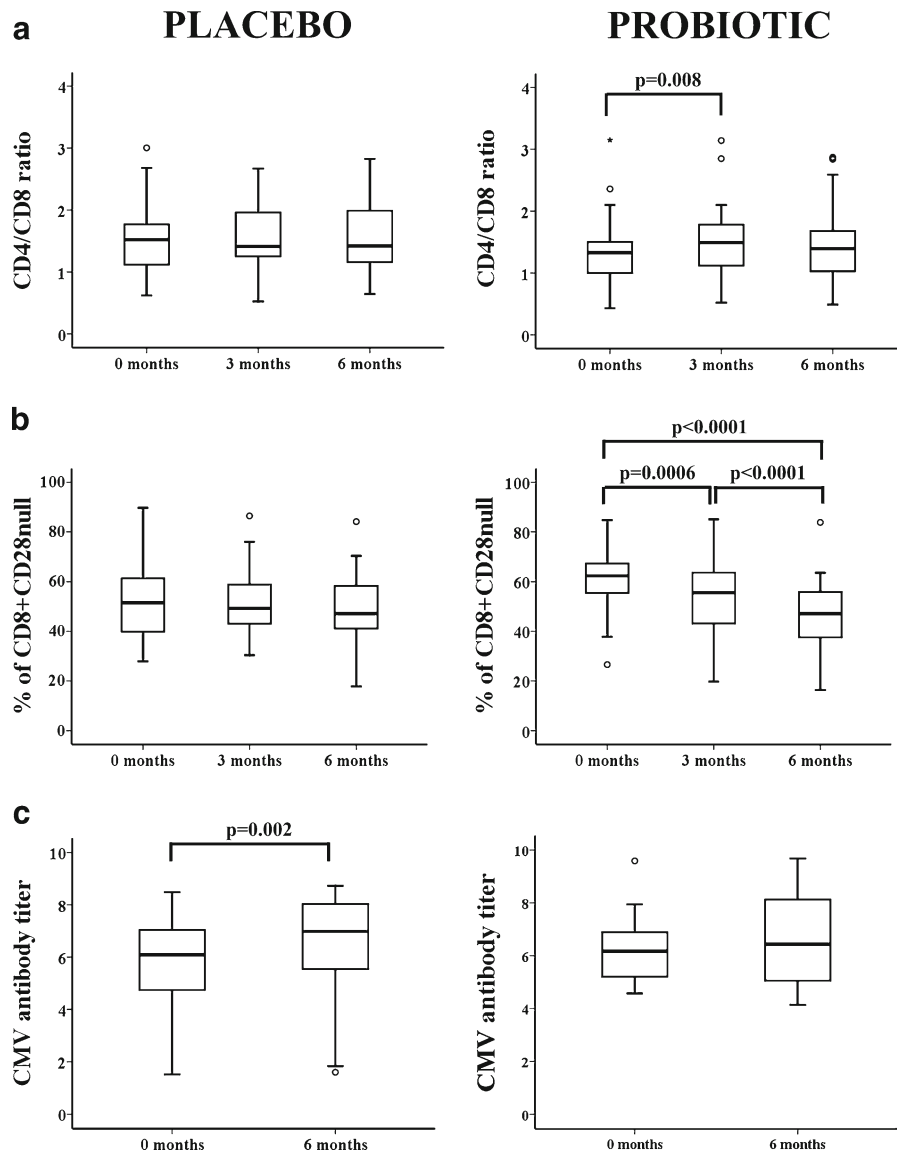 a PLACEBO PROBIOTIC
CD4/CD8 ratio
4
3
2
1
0
0 months 3 months 6 months
CD4/CD8 ratio
4
3
2
1
0
p=0.008
0 months 3 months 6 months
b
% of CD8+CD28null
100
80
60
40
20
0
0 months 3 months 6 months
% of CD8+CD28null
100
80
60
40
20
0
p<0.0001
p=0.0006 p<0.0001
0 months 3 months 6 months
c
CMV antibody titer
10
8
6
4
2
0
p=0.002
0 months 6 months
CMV antibody titer
10
8
6
4
2
0
0 months 6 months